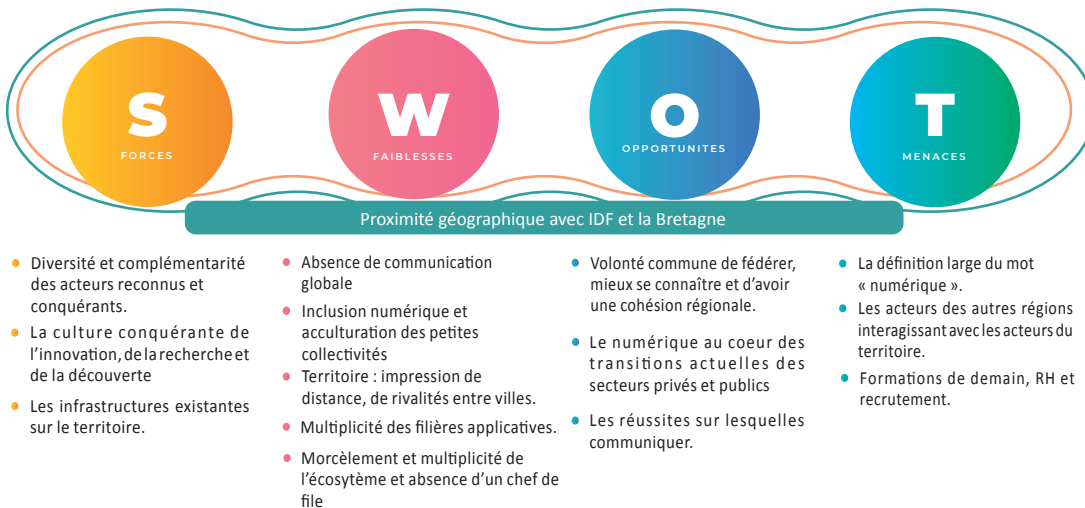 S
FORCES
W
FAIBLESSES
O
OPPORTUNITES
T
MENACES
Proximité géographique avec IDF et la Bretagne
Diversité et complémentarité
des acteurs reconnus et
conquérants.
La culture conquérante de
l’innovation, de la recherche et
de la découverte
Les infrastructures existantes
sur le territoire.
Absence de communication
globale
Inclusion numérique et
acculturation des petites
collectivités
Territoire : impression de
distance, de rivalités entre villes.
Multiplicité des filières applicatives.
Morcèlement et multiplicité de
l’écosytème et absence d’un chef de
file
Volonté commune de fédérer,
mieux se connaître et d’avoir
une cohésion régionale.
Le numérique au coeur des
transitions actuelles des
secteurs privés et publics
Les réussites sur lesquelles
communiquer.
La définition large du mot
« numérique ».
Les acteurs des autres régions
interagissant avec les acteurs du
territoire.
Formations de demain, RH et
recrutement.